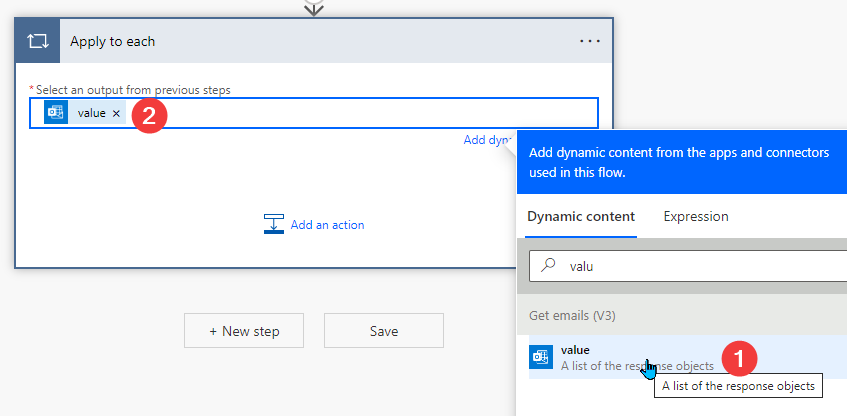 Apply to each
...
* Select an output from previous steps
value × 2
Add dyn
Add dynamic content from the apps and connectors
used in this flow.
Add an action
Dynamic content Expression
valu
Get emails (V3)
+ New step Save
value
A list of the response objects 1
A list of the response objects